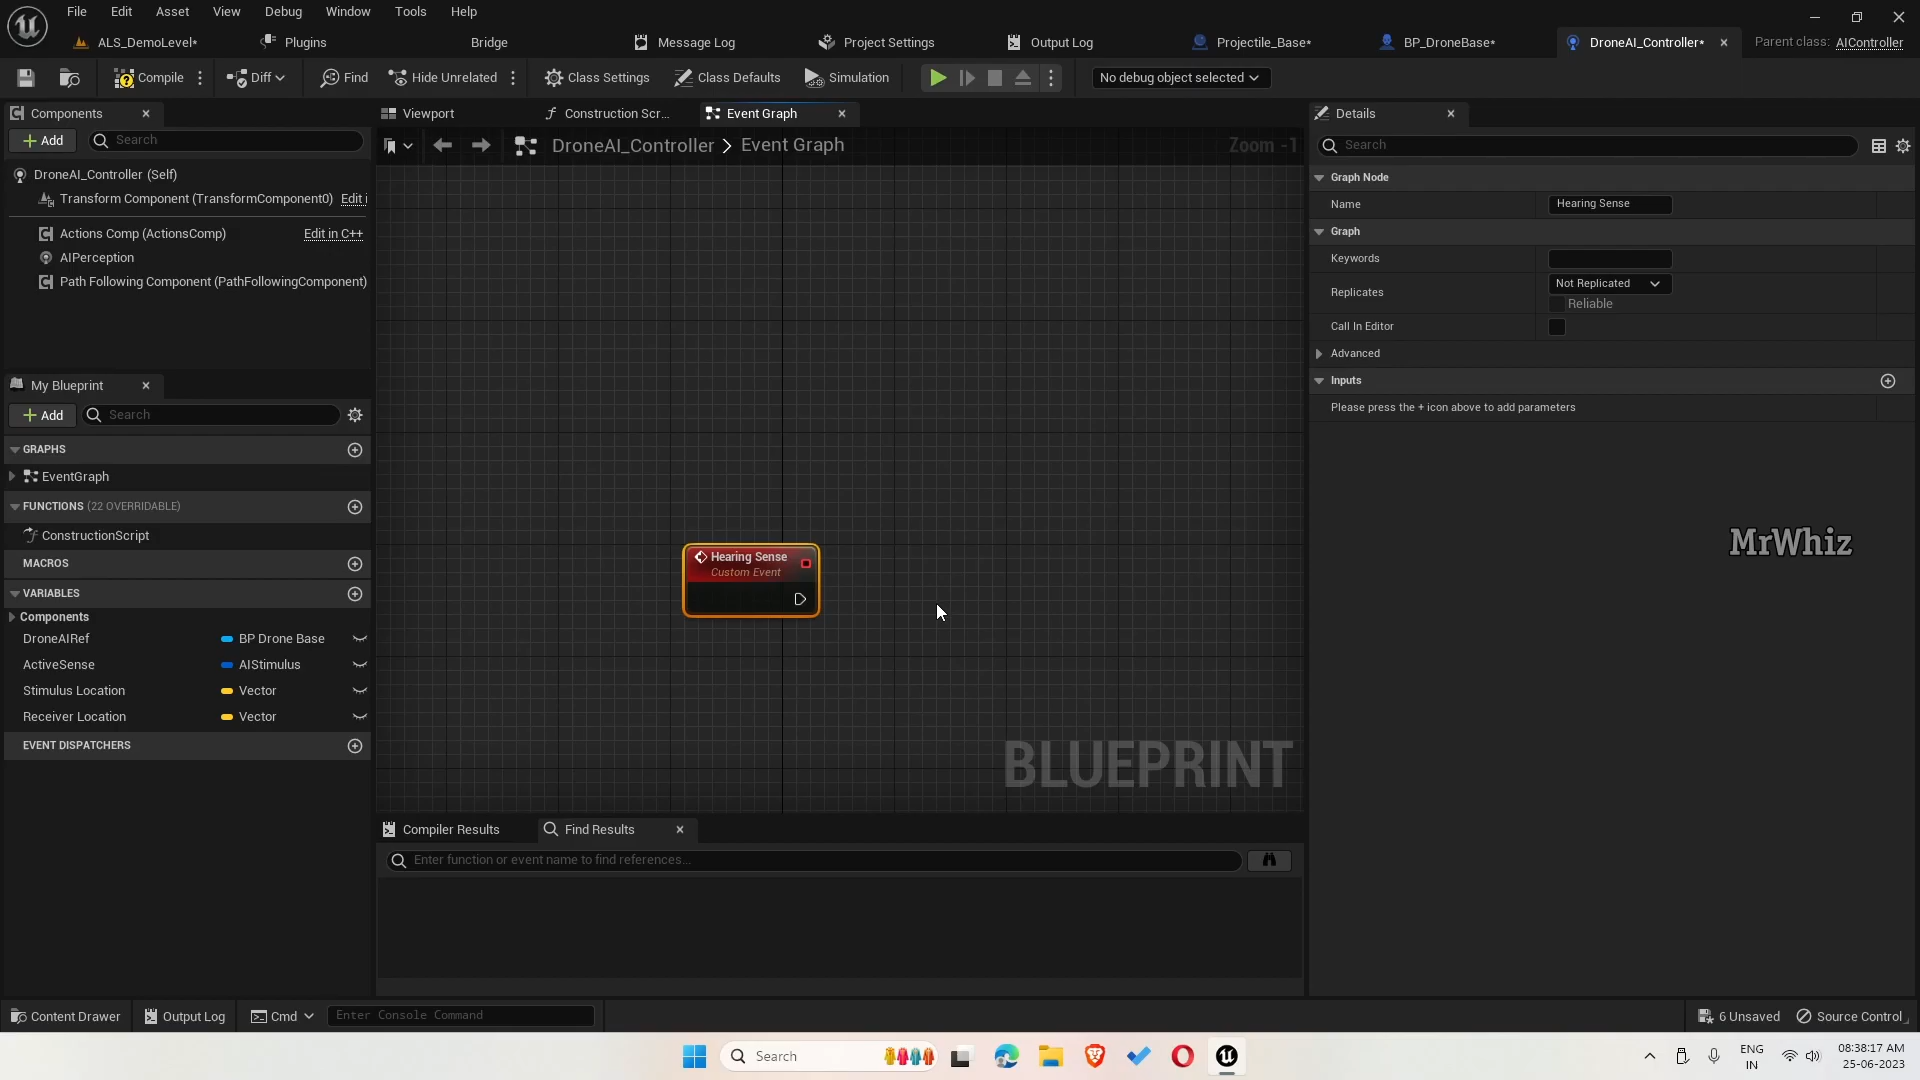 File Edit Asset View Debug Window Tools Help
ALS_DemoLevel* Plugins Bridge Message Log Project Settings Output Log Projectile_Base* BP_DroneBase* DroneAI_Controller* Parent class: AIController
Compile Diff Find Hide Unrelated Class Settings Class Defaults Simulation No debug object selected
Components Viewport Construction Scr... Event Graph Details
Add Search DroneAI_Controller > Event Graph Zoom -1 Search
DroneAI_Controller (Self)
Transform Component (TransformComponent0) Edit i
Actions Comp (ActionsComp) Edit in C++
AIPerception
Path Following Component (PathFollowingComponent)
My Blueprint
Add Search
GRAPHS
EventGraph
FUNCTIONS (22 OVERRIDABLE)
ConstructionScript
MACROS
VARIABLES
Components
DroneAIRef BP Drone Base
ActiveSense AIStimulus
Stimulus Location Vector
Receiver Location Vector
EVENT DISPATCHERS
Hearing Sense
Custom Event
BLUEPRINT
Graph Node
Name Hearing Sense
Graph
Keywords
Replicates Not Replicated
Reliable
Call In Editor
Advanced
Inputs
Please press the + icon above to add parameters
MrWhiz
Compiler Results Find Results
Enter function or event name to find references...
Content Drawer Output Log Cmd Enter Console Command 6 Unsaved Source Control
Search ENG
IN
08:38:17 AM
25-06-2023